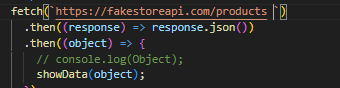 fetch(`https://fakestoreapi.com/products `)
.then((response) => response.json())
.then((object) => {
// console.log(Object);
showData(object);
})